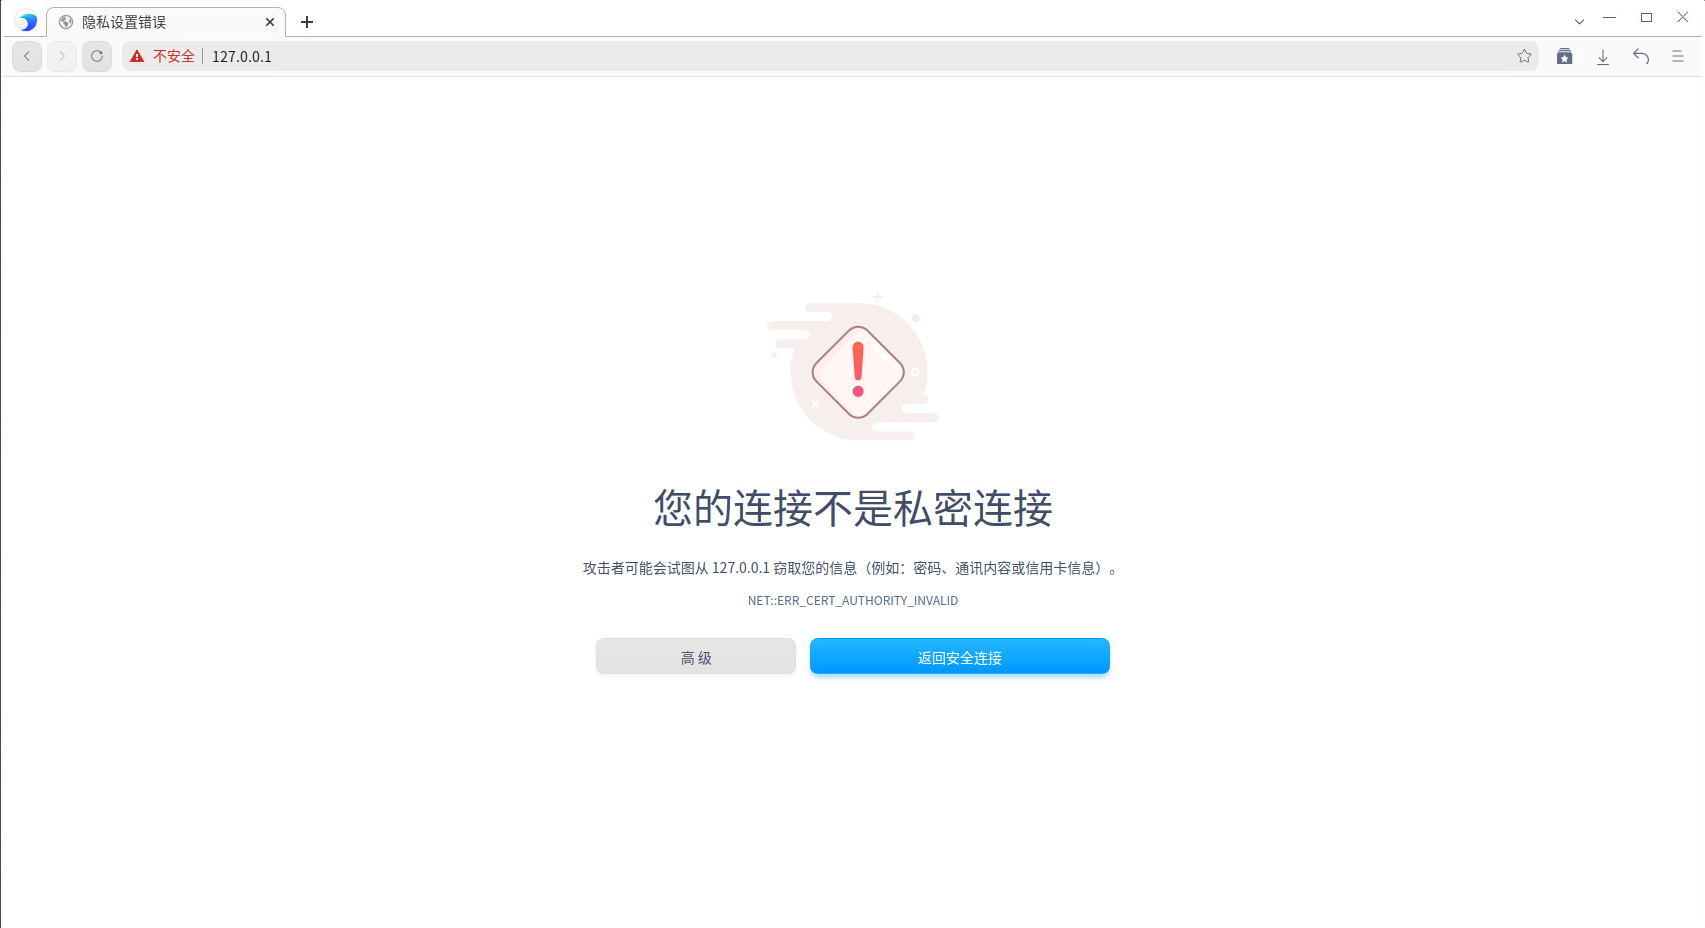 隐私设置错误
不安全 127.0.0.1
您的连接不是私密连接
攻击者可能会试图从 127.0.0.1 窃取您的信息（例如：密码、通讯内容或信用卡信息）。
NET::ERR_CERT_AUTHORITY_INVALID
高 级 返回安全连接